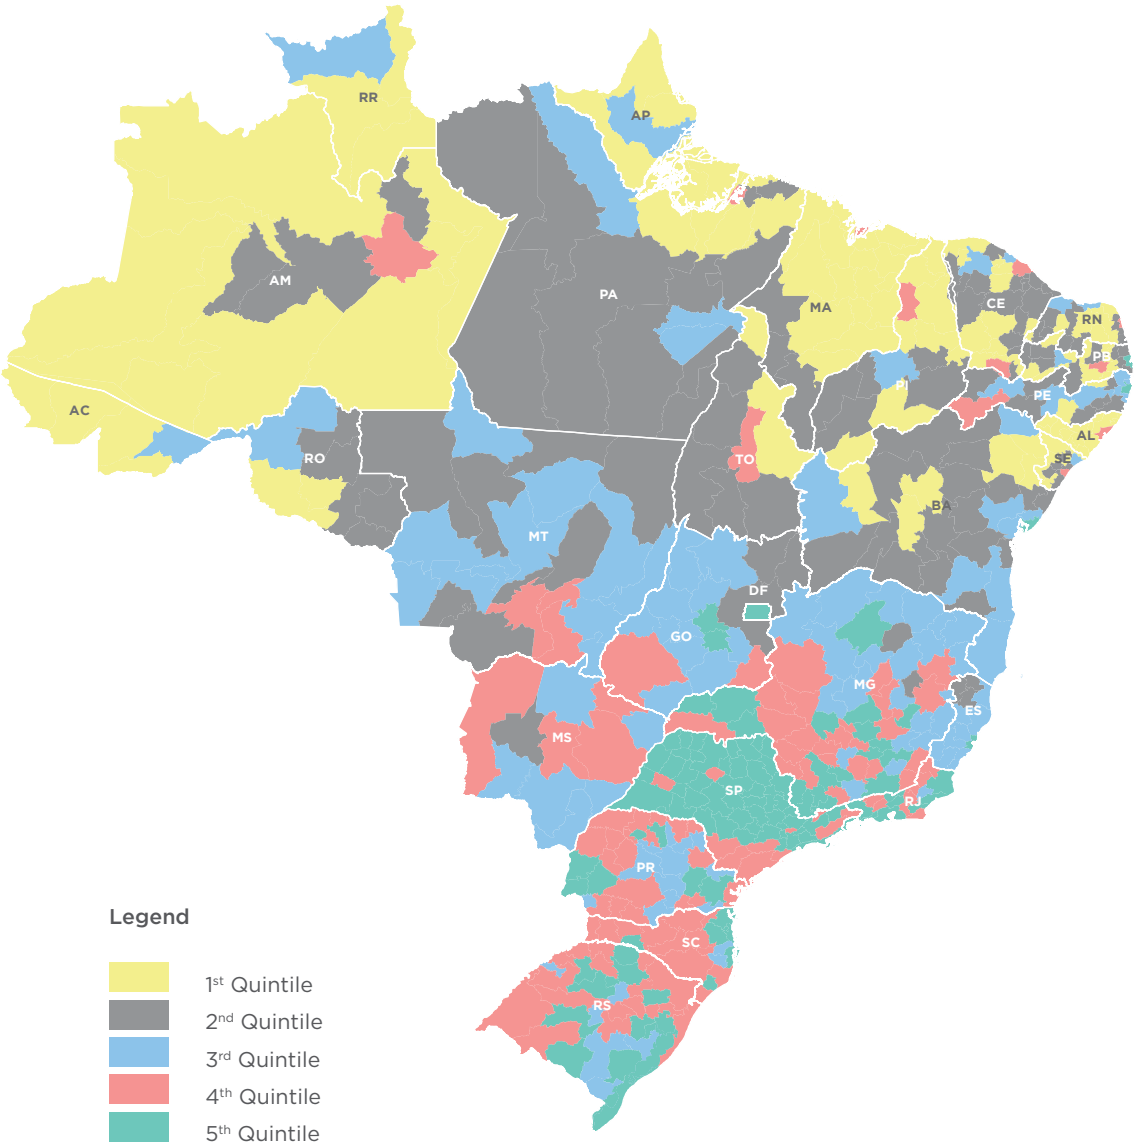 RR
AP
AM
PA
MA
CE
RN
PB
PE
PI
AC
AL
RO
TO
SE
BA
MT
DF
GO
MG
ES
MS
SP
RJ
PR
SC
RS
Legend
1st Quintile
2nd Quintile
3rd Quintile
4th Quintile
5th Quintile